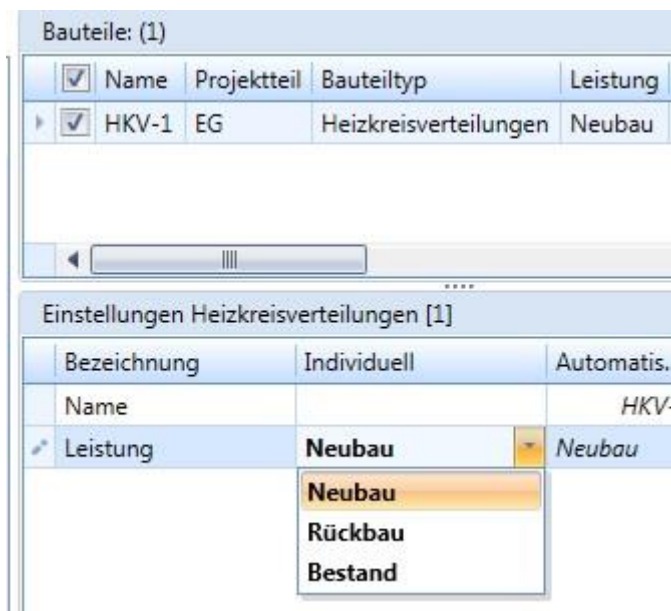 Bauteile: (1)
Name Projektteil Bauteiltyp Leistung
HKV-1 EG Heizkreisverteilungen Neubau
Einstellungen Heizkreisverteilungen [1]
Bezeichnung Individuell Automatis.
Name HKV-
Leistung Neubau Neubau
Neubau
Rückbau
Bestand